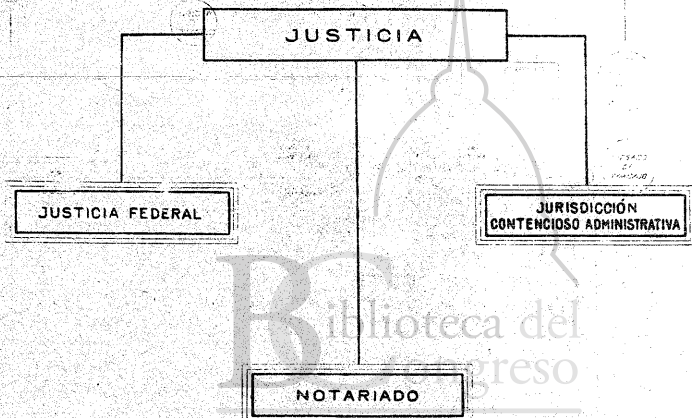 JUSTICIA
JUSTICIA FEDERAL
JURISDICCIÓN
CONTENCIOSO ADMINISTRATIVA
Biblioteca del
Congreso
NOTARIADO